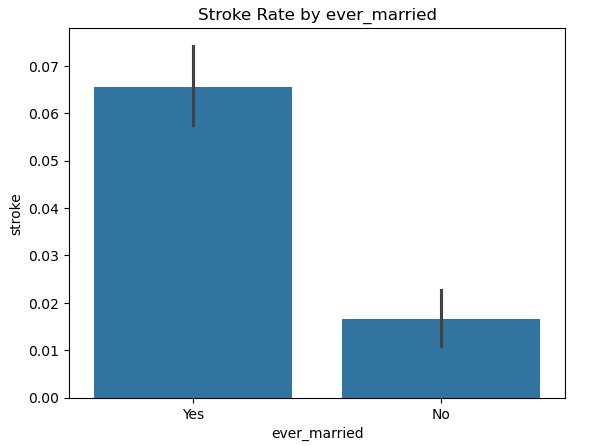 Stroke Rate by ever_married
0.07
0.06
0.05
0.04
0.03
0.02
0.01
0.00
stroke
Yes
No
ever_married